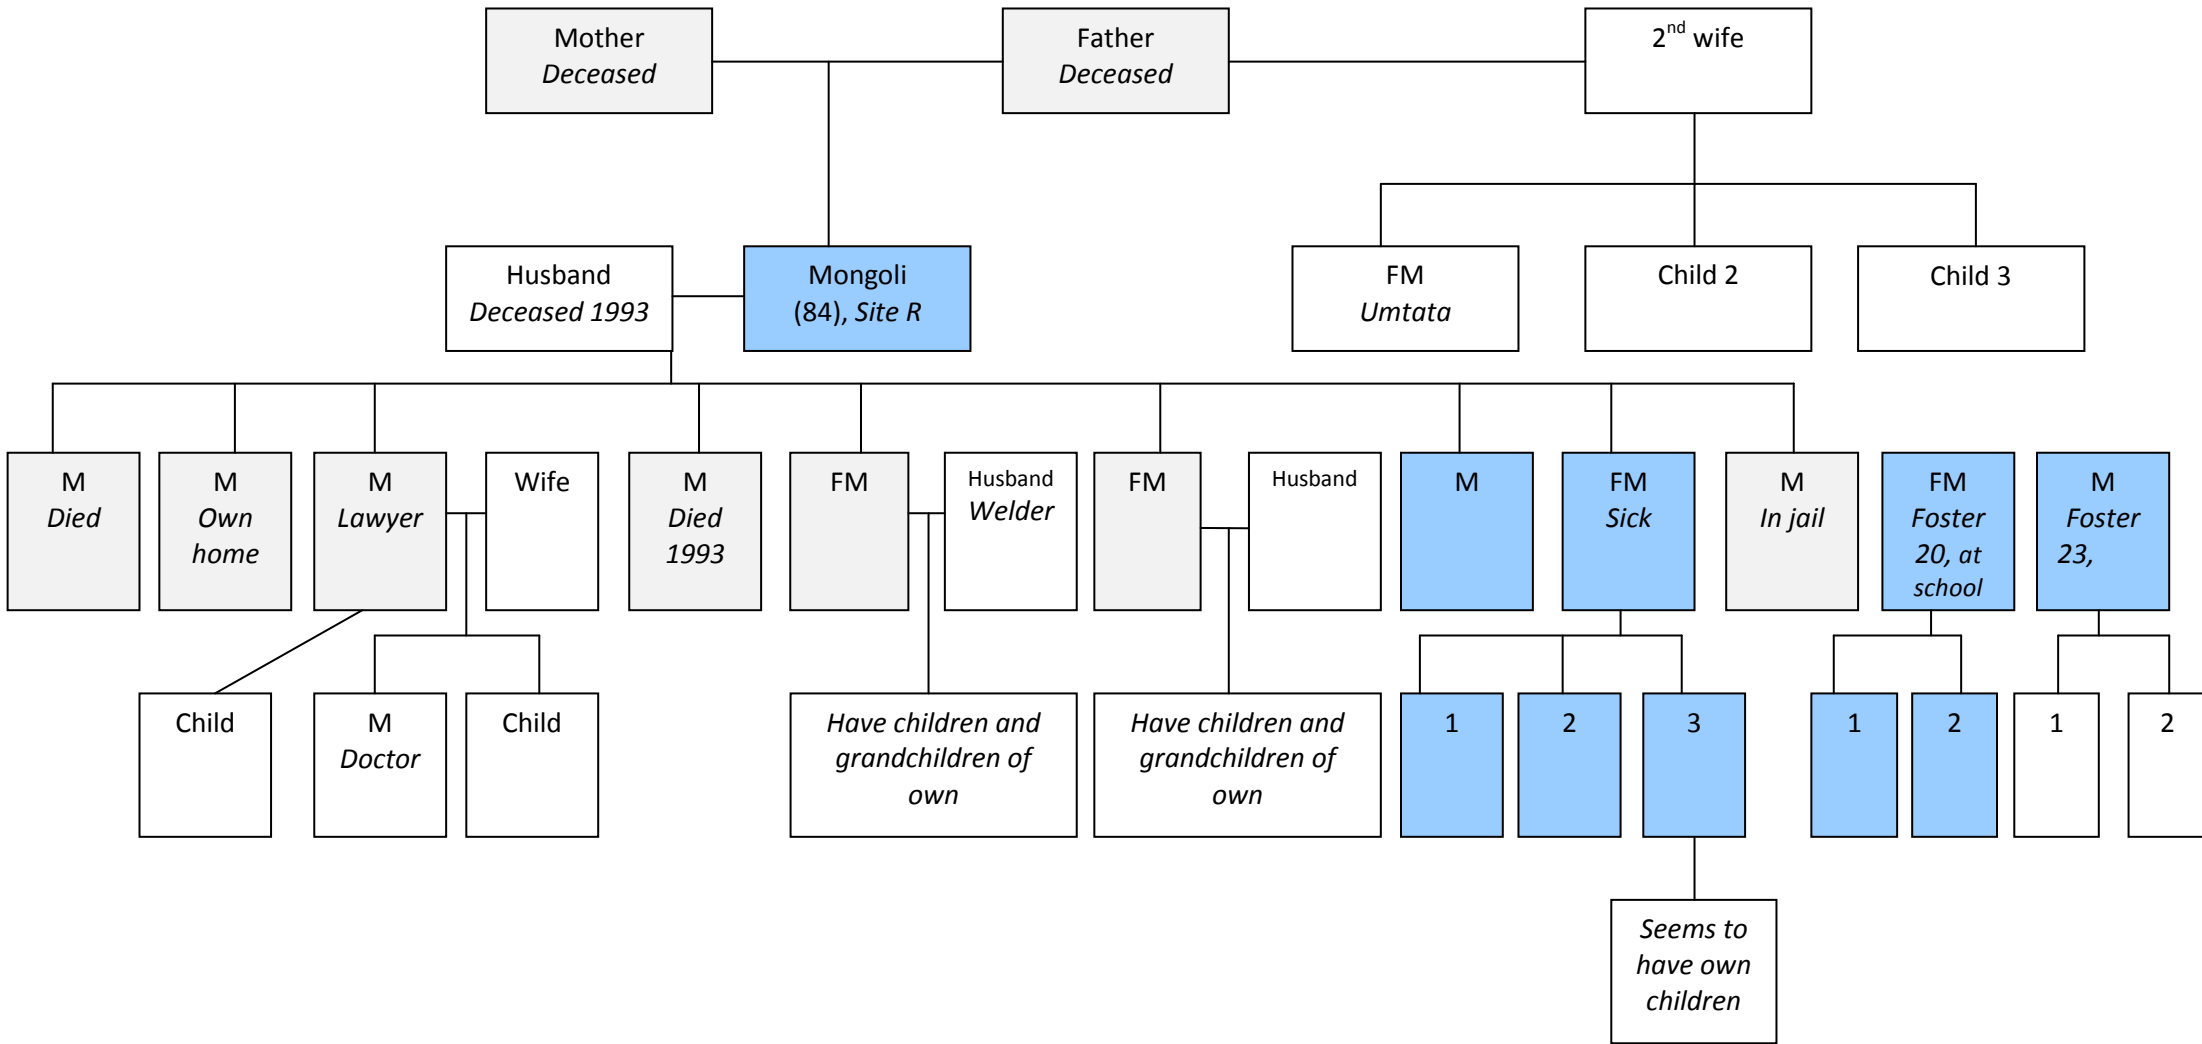 Mother
Deceased
Father
Deceased
2nd wife
Husband
Deceased 1993
Mongoli
(84), Site R
FM
Umtata
Child 2
Child 3
M
Died
M
Own
home
M
Lawyer
Wife
M
Died
1993
FM
Husband
Welder
FM
Husband
M
FM
Sick
M
In jail
FM
Foster
20, at
school
M
Foster
23,
Child
M
Doctor
Child
Have children and
grandchildren of
own
Have children and
grandchildren of
own
1
2
3
1
2
1
2
Seems to
have own
children